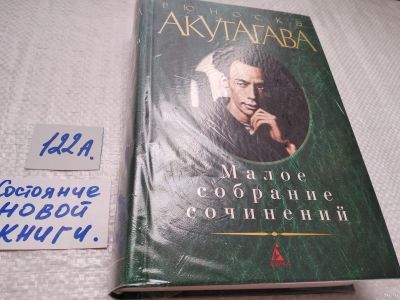 РЮНОСКЭ
АКУТАГАВА
Малое
собрание
сочинений
122А.
Состояние
новой
книги.